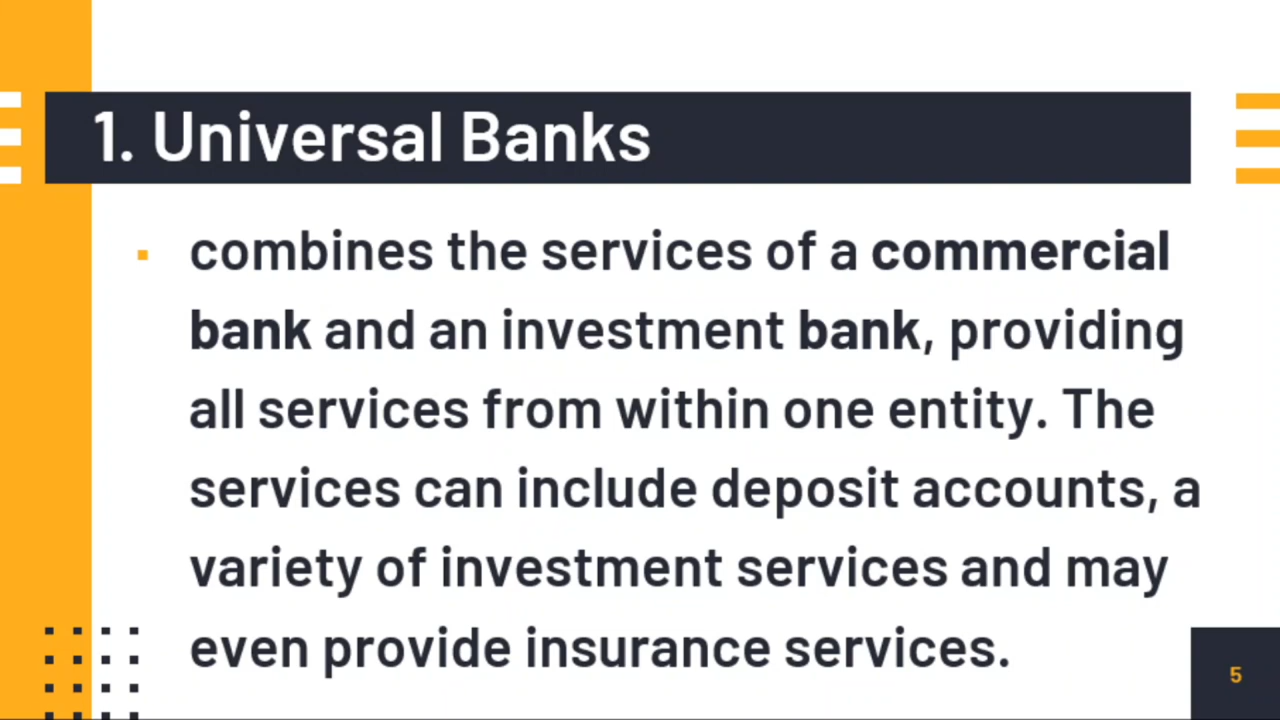 1. Universal Banks
combines the services of a commercial
bank and an investment bank, providing
all services from within one entity. The
services can include deposit accounts, a
variety of investment services and may
even provide insurance services.
5